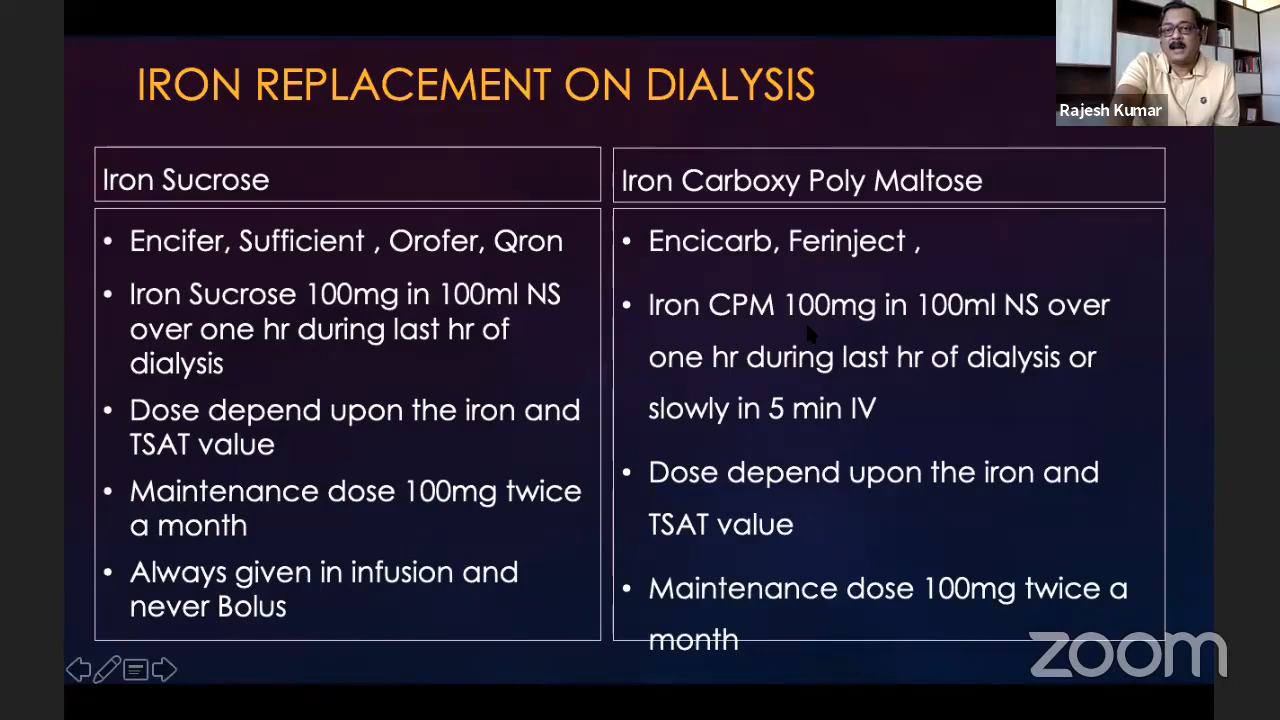 IRON REPLACEMENT ON DIALYSIS
Rajesh Kumar
Iron Sucrose
• Encifer, Sufficient , Orofer, Qron
• Iron Sucrose 100mg in 100ml NS
over one hr during last hr of
dialysis
• Dose depend upon the iron and
TSAT value
• Maintenance dose 100mg twice
a month
• Always given in infusion and
never Bolus
Iron Carboxy Poly Maltose
• Encicarb, Ferinject ,
• Iron CPM 100mg in 100ml NS over
one hr during last hr of dialysis or
slowly in 5 min IV
• Dose depend upon the iron and
TSAT value
• Maintenance dose 100mg twice a
month
zoom